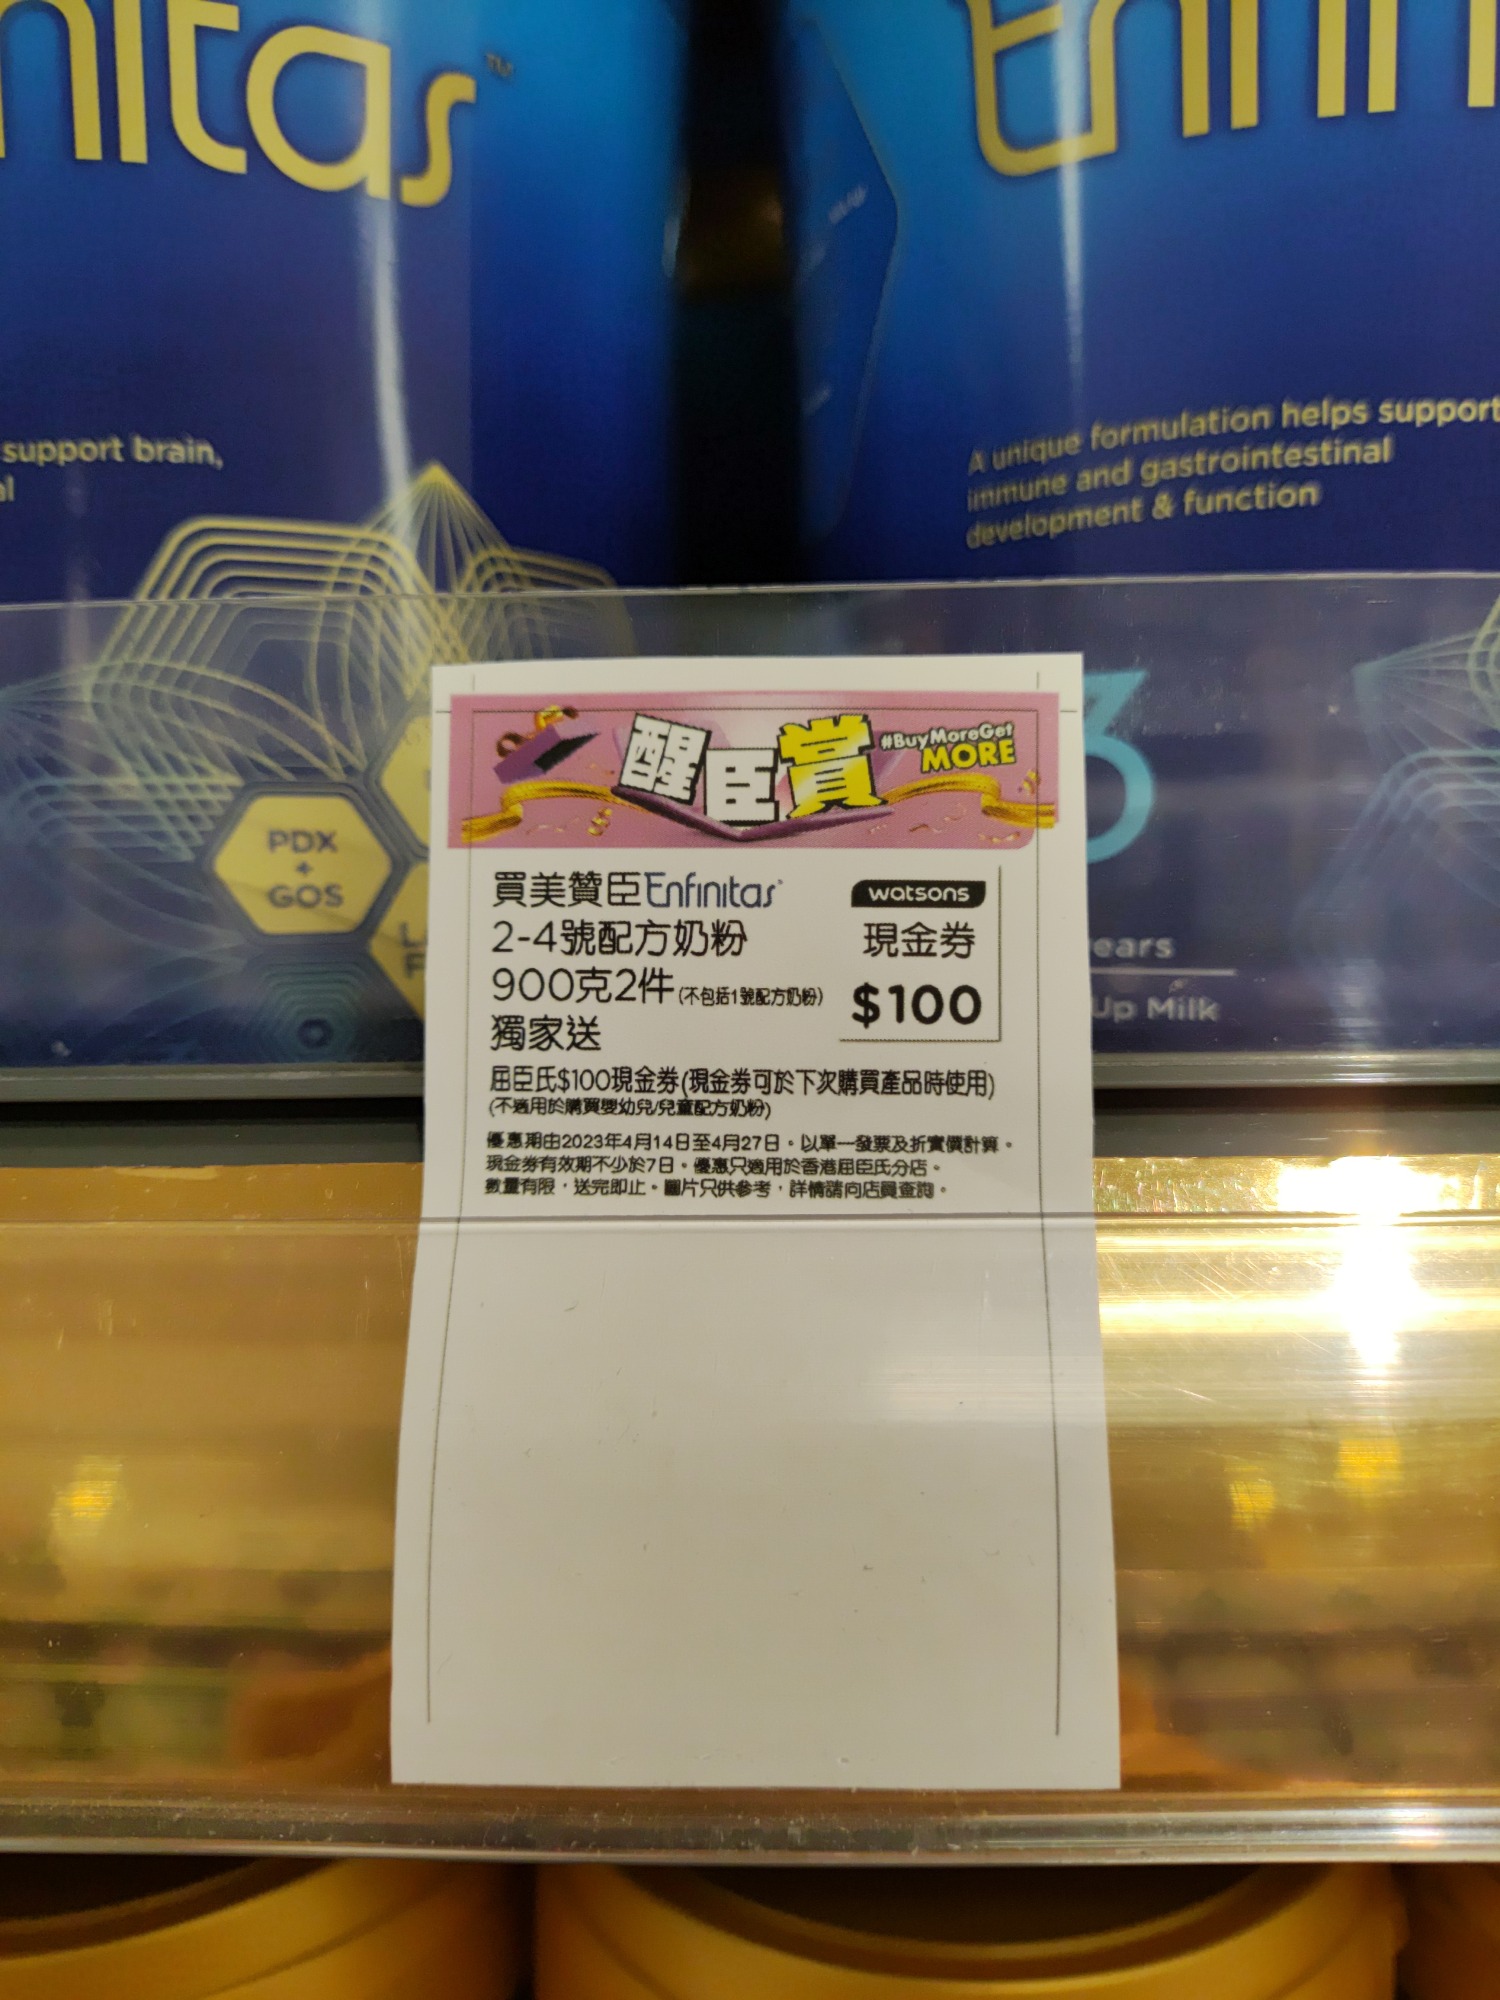 nitas™
Enfin
support brain,
al
A unique formulation helps support
immune and gastrointestinal
development & function
PDX
+
GOS
3
ears
Up Milk
醒臣賞
#BuyMoreGet
MORE
買美贊臣Enfinitas
2-4號配方奶粉
900克2件(不包括1號配方奶粉)
獨家送
watsons
現金券
$100
屈臣氏$100現金券(現金券可於下次購買產品時使用)
(不適用於購買嬰幼兒/兒童配方奶粉)
優惠期由2023年4月14日至4月27日。以單一發票及折實價計算。
現金券有效期不少於7日。優惠只適用於香港屈臣氏分店。
數量有限，送完即止。圖片只供參考，詳情請向店員查詢。